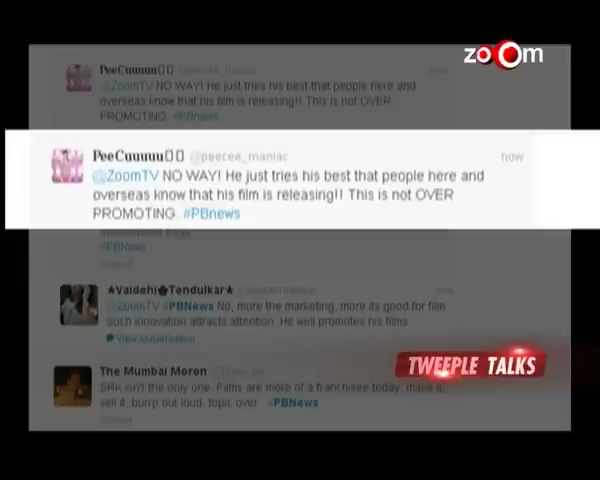 zoom
PeeCuuuuu
@ZoomTV NO WAY! He just tries his best that people here and
overseas know that his film is releasing!! This is not OVER
PROMOTING. #PBnews
PeeCuuuuu @peecee_maniac now
@ZoomTV NO WAY! He just tries his best that people here and
overseas know that his film is releasing!! This is not OVER
PROMOTING. #PBnews
#PBnews
★Vaidehi Tendulkar★ now
@ZoomTV #PBNews No, more the marketing, more its good for film
Such innovation attracts attention. He well promotes his films
View conversation
TWEEPLE TALKS
The Mumbai Moron
SRK isn't the only one. Films are more of a franchisee today, make it,
sell it, burrp out loud, topic over. #PBNews